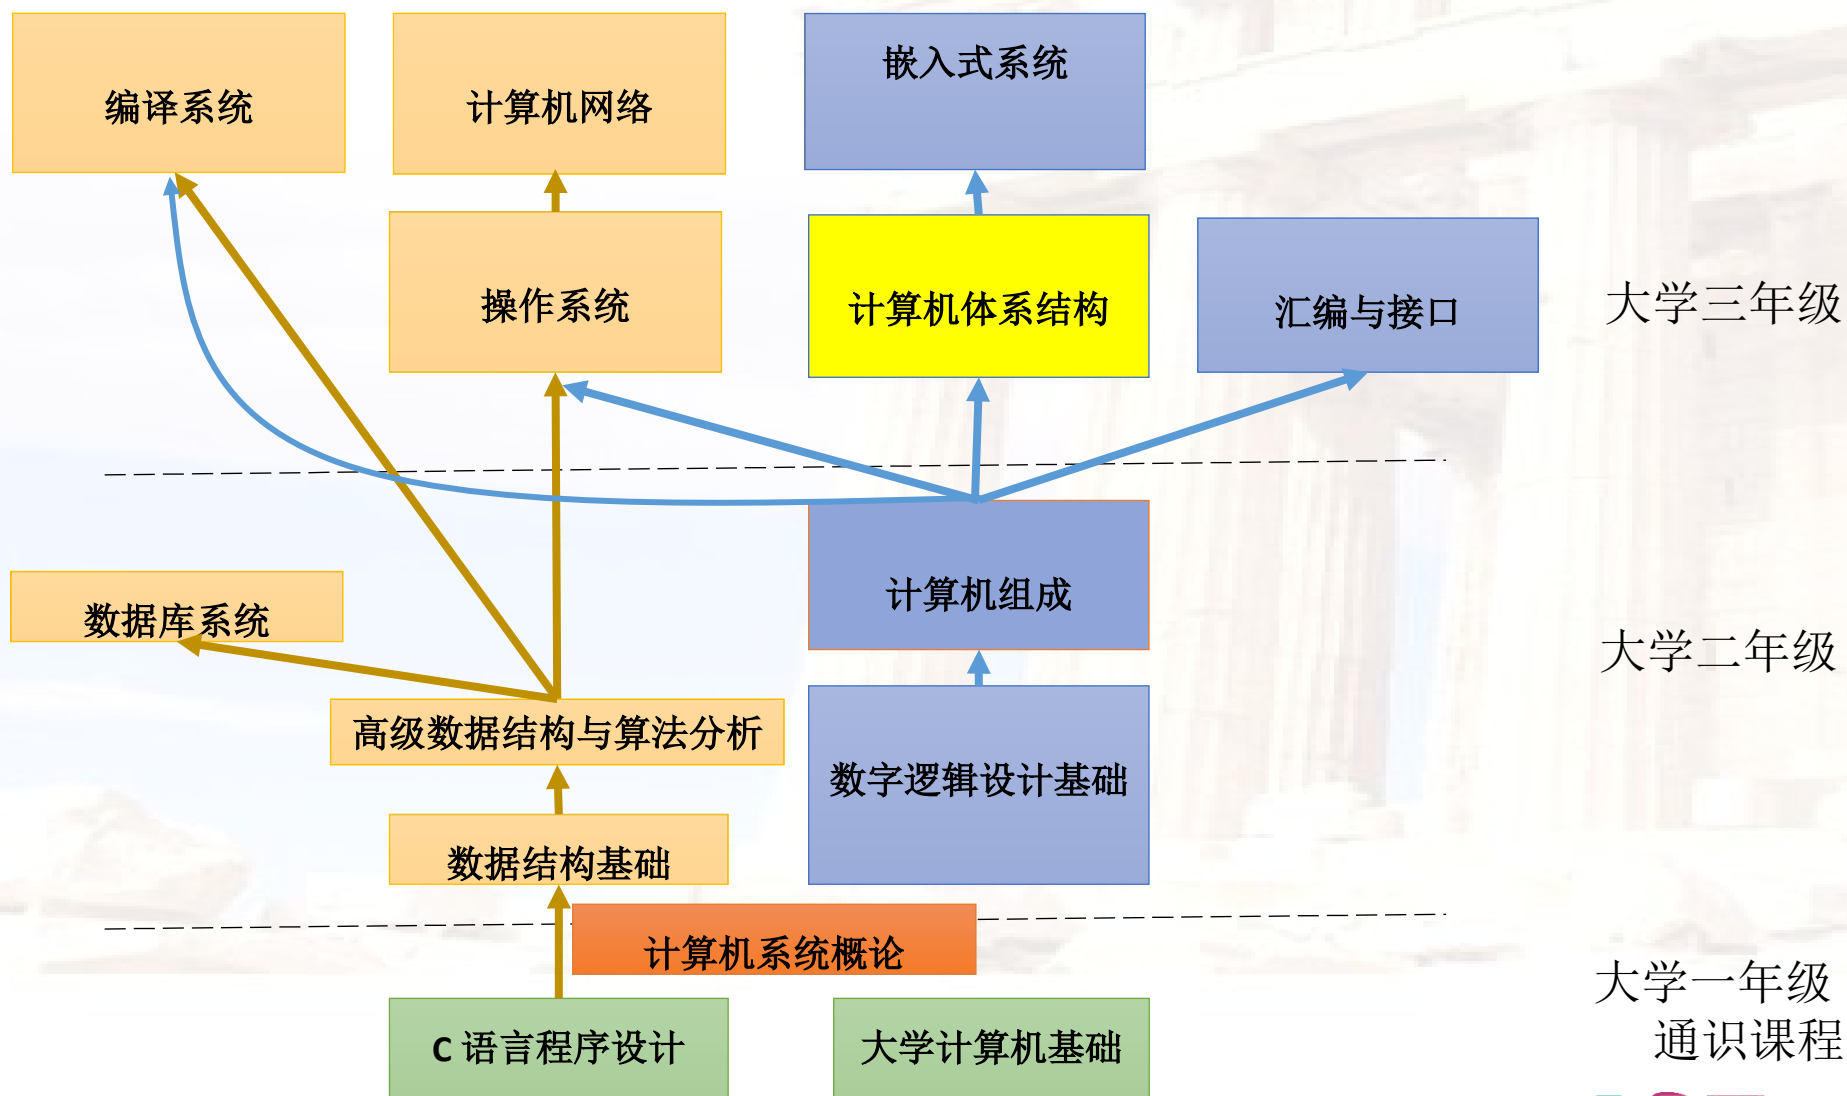 编译系统
计算机网络
嵌入式系统
操作系统
计算机体系结构
汇编与接口
大学三年级
计算机组成
数据库系统
大学二年级
高级数据结构与算法分析
数字逻辑设计基础
数据结构基础
计算机系统概论
大学一年级
通识课程
C 语言程序设计
大学计算机基础